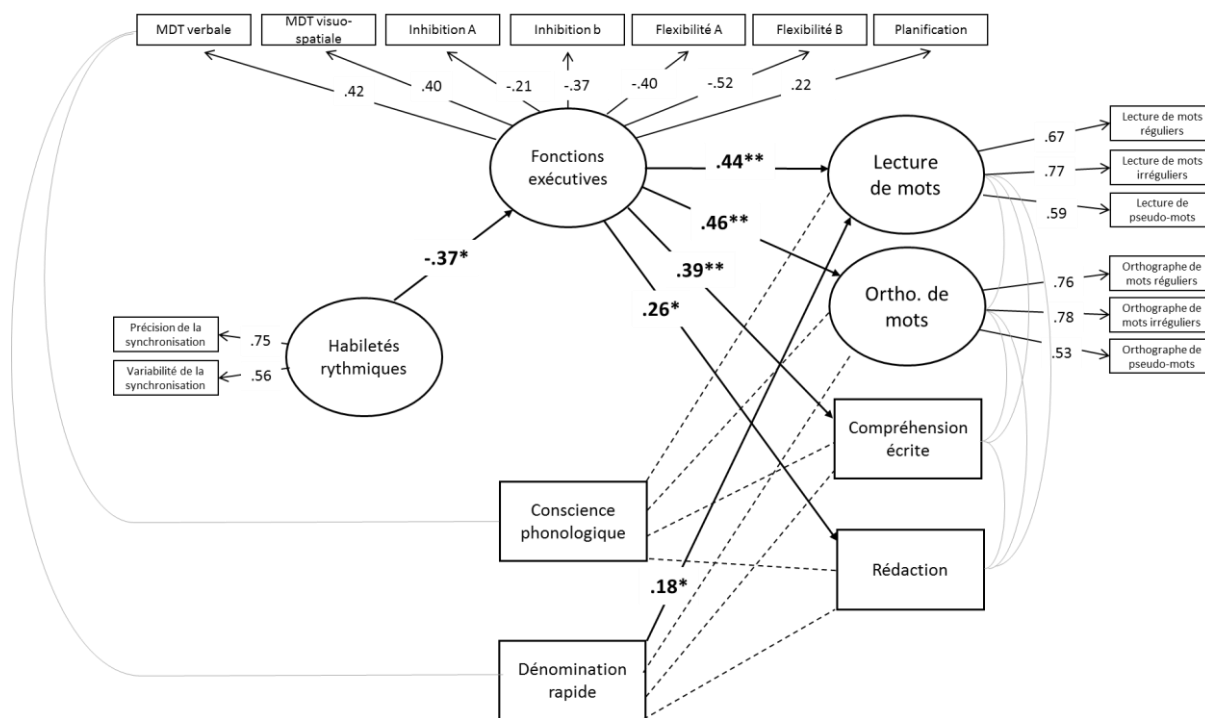 MDT verbale
MDT visuo-
spatiale
Inhibition A
Inhibition b
Flexibilité A
Flexibilité B
Planification
.42
.40
-.21
-.37
-.40
-.52
.22
Fonctions
exécutives
.44**
.46**
.39**
.26*
Lecture
de mots
.67
.77
.59
Lecture de mots
réguliers
Lecture de mots
irréguliers
Lecture de
pseudo-mots
-.37*
Ortho. de
mots
.76
.78
.53
Orthographe de
mots réguliers
Orthographe de
mots irréguliers
Orthographe de
pseudo-mots
Précision de la
synchronisation
.75
Variabilité de la
synchronisation
.56
Habiletés
rythmiques
Compréhension
écrite
Conscience
phonologique
Rédaction
.18*
Dénomination
rapide